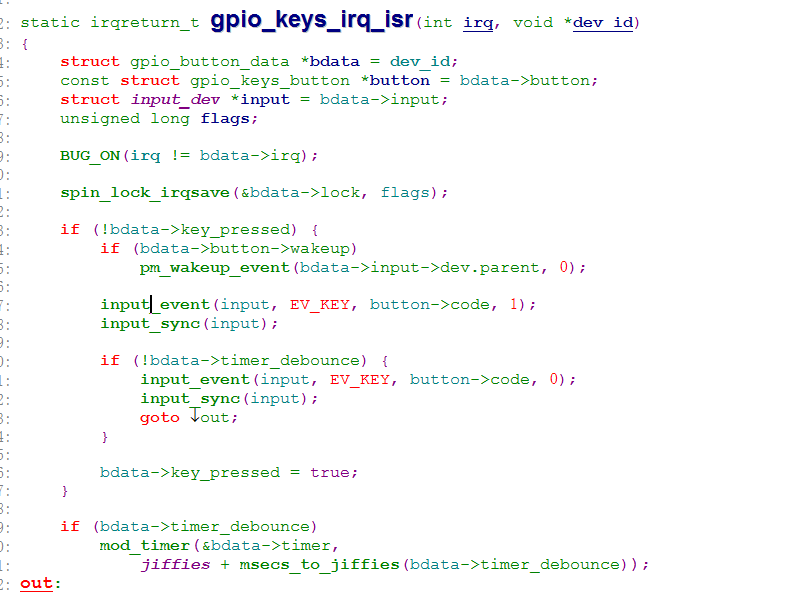 2: static irqreturn_t gpio_keys_irq_isr(int irq, void *dev_id)
3: {
4: struct gpio_button_data *bdata = dev_id;
5: const struct gpio_keys_button *button = bdata->button;
6: struct input_dev *input = bdata->input;
7: unsigned long flags;
8:
9: BUG_ON(irq != bdata->irq);
0:
1: spin_lock_irqsave(&bdata->lock, flags);
2:
3: if (!bdata->key_pressed) {
4: if (bdata->button->wakeup)
5: pm_wakeup_event(bdata->input->dev.parent, 0);
6:
7: input_event(input, EV_KEY, button->code, 1);
8: input_sync(input);
9:
0: if (!bdata->timer_debounce) {
1: input_event(input, EV_KEY, button->code, 0);
2: input_sync(input);
3: goto ↓out;
4: }
5:
6: bdata->key_pressed = true;
7: }
8:
9: if (bdata->timer_debounce)
0: mod_timer(&bdata->timer,
1: jiffies + msecs_to_jiffies(bdata->timer_debounce));
2: out: